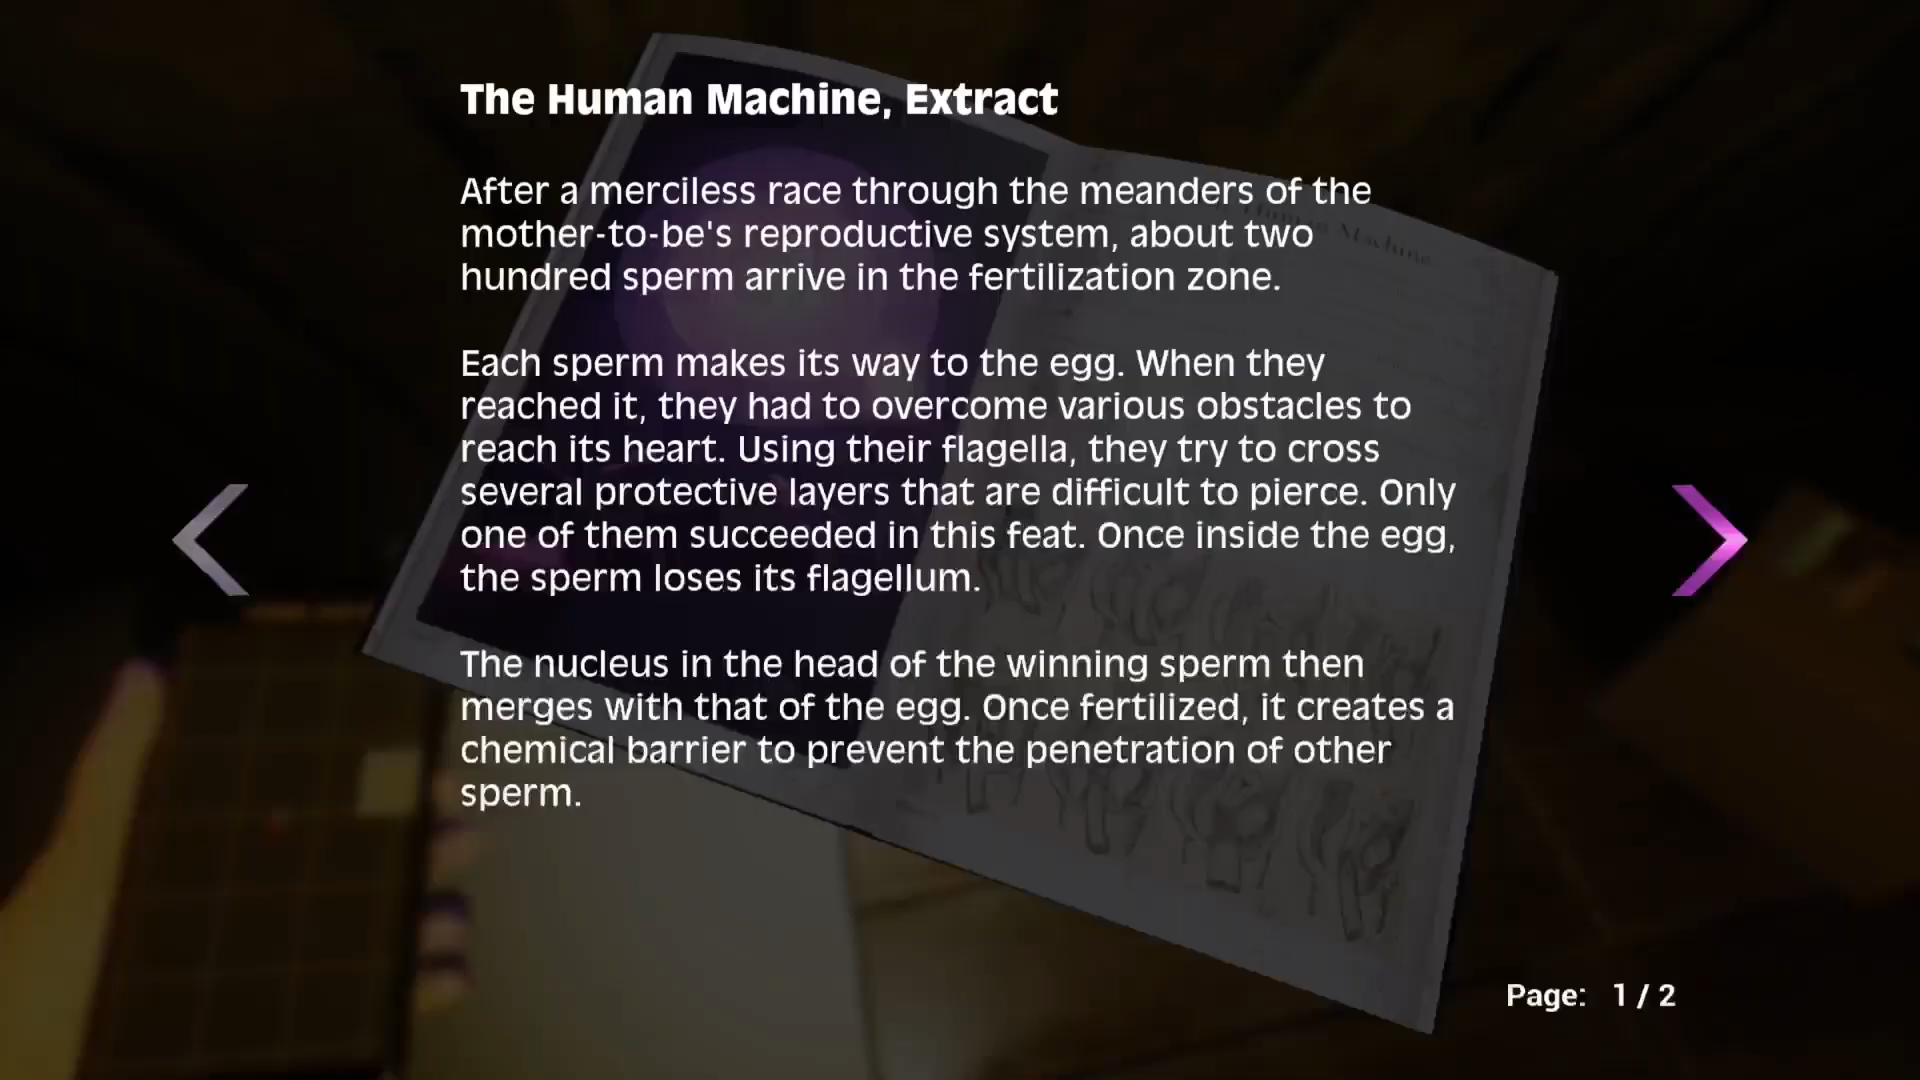 The Human Machine, Extract
After a merciless race through the meanders of the
mother-to-be's reproductive system, about two
hundred sperm arrive in the fertilization zone.
Each sperm makes its way to the egg. When they
reached it, they had to overcome various obstacles to
reach its heart. Using their flagella, they try to cross
several protective layers that are difficult to pierce. Only
one of them succeeded in this feat. Once inside the egg,
the sperm loses its flagellum.
The nucleus in the head of the winning sperm then
merges with that of the egg. Once fertilized, it creates a
chemical barrier to prevent the penetration of other
sperm.
Page: 1 / 2